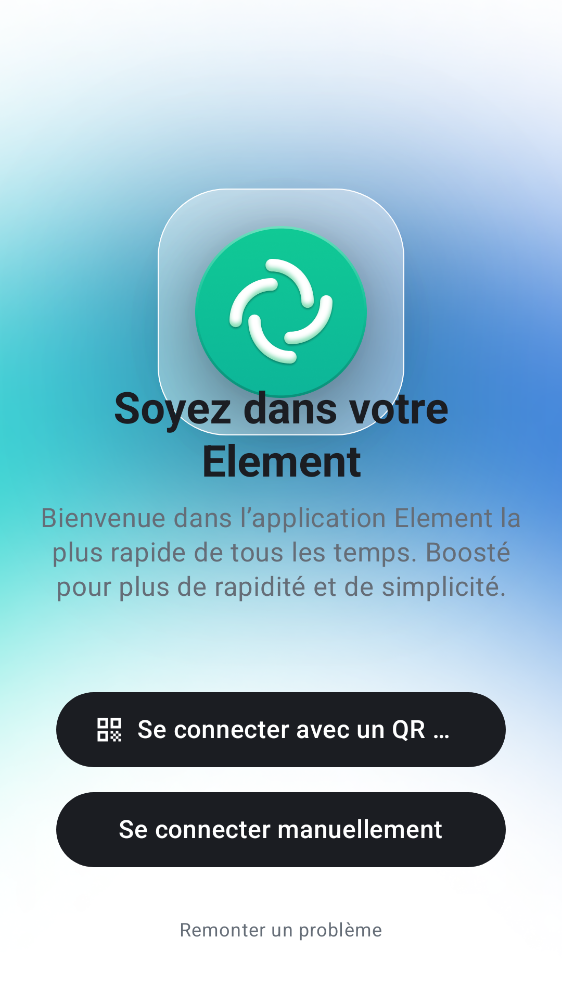 Soyez dans votre
Element
Bienvenue dans l’application Element la
plus rapide de tous les temps. Boosté
pour plus de rapidité et de simplicité.
Se connecter avec un QR ...
Se connecter manuellement
Remonter un problème